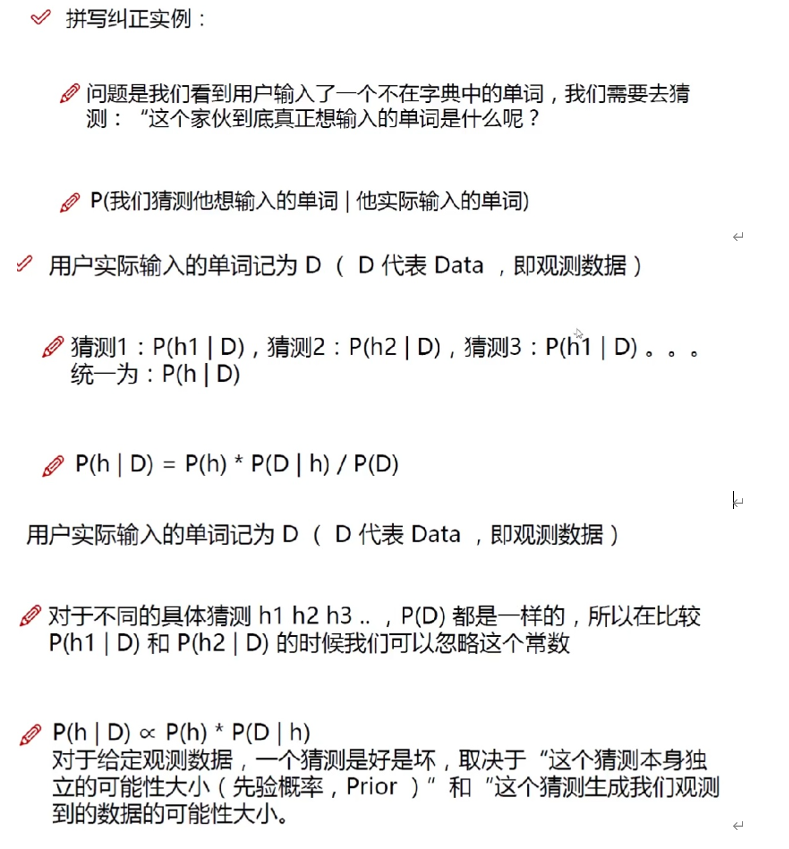 拼写纠正实例：
问题是我们看到用户输入了一个不在字典中的单词，我们需要去猜
测：“这个家伙到底真正想输入的单词是什么呢？
P(我们猜测他想输入的单词 | 他实际输入的单词)
用户实际输入的单词记为 D （ D 代表 Data ，即观测数据）
猜测1：P(h1 | D)，猜测2：P(h2 | D)，猜测3：P(h1 | D) 。。。
统一为：P(h | D)
P(h | D) = P(h) * P(D | h) / P(D)
用户实际输入的单词记为 D （ D 代表 Data ，即观测数据）
对于不同的具体猜测 h1 h2 h3 .. ，P(D) 都是一样的，所以在比较
P(h1 | D) 和 P(h2 | D) 的时候我们可以忽略这个常数
P(h | D) ∝ P(h) * P(D | h)
对于给定观测数据，一个猜测是好是坏，取决于“这个猜测本身独
立的可能性大小（先验概率，Prior ）”和“这个猜测生成我们观测
到的数据的可能性大小。